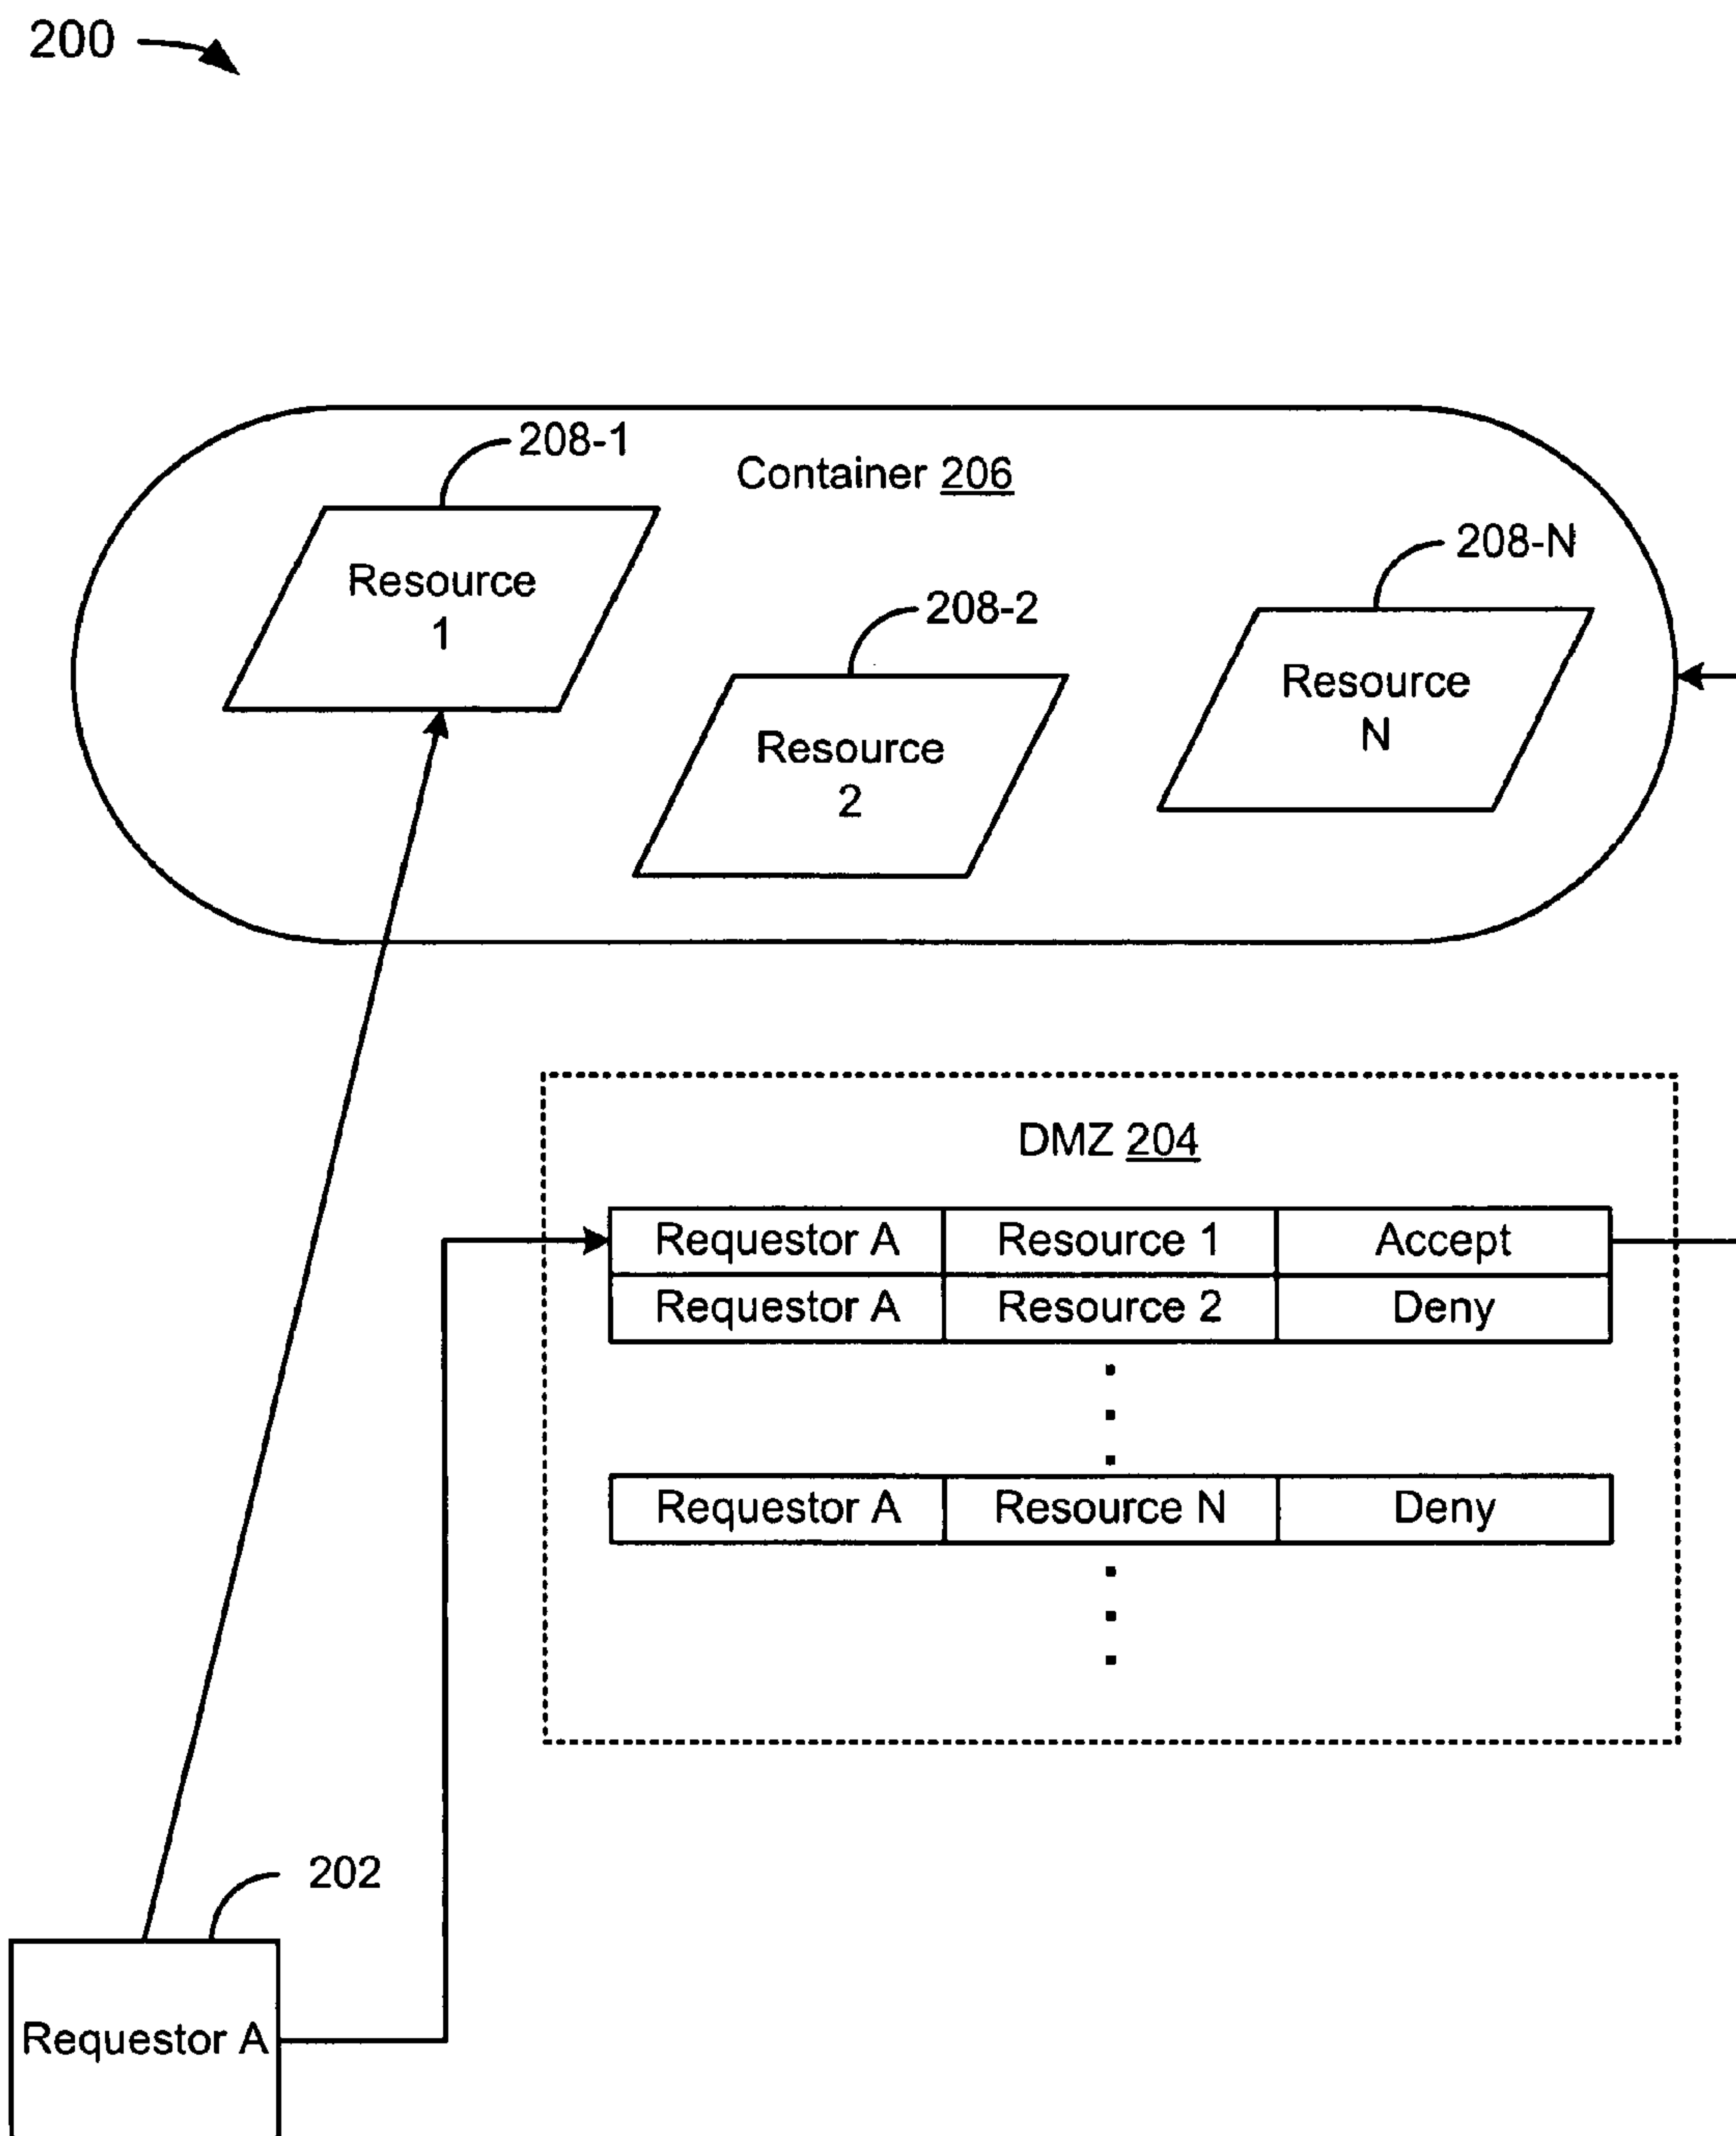 200
208-1
Container 206
208-N
Resource
1
208-2
Resource
N
Resource
2
DMZ 204
Requestor A Resource 1 Accept
Requestor A Resource 2 Deny
Requestor A Resource N Deny
202
Requestor A